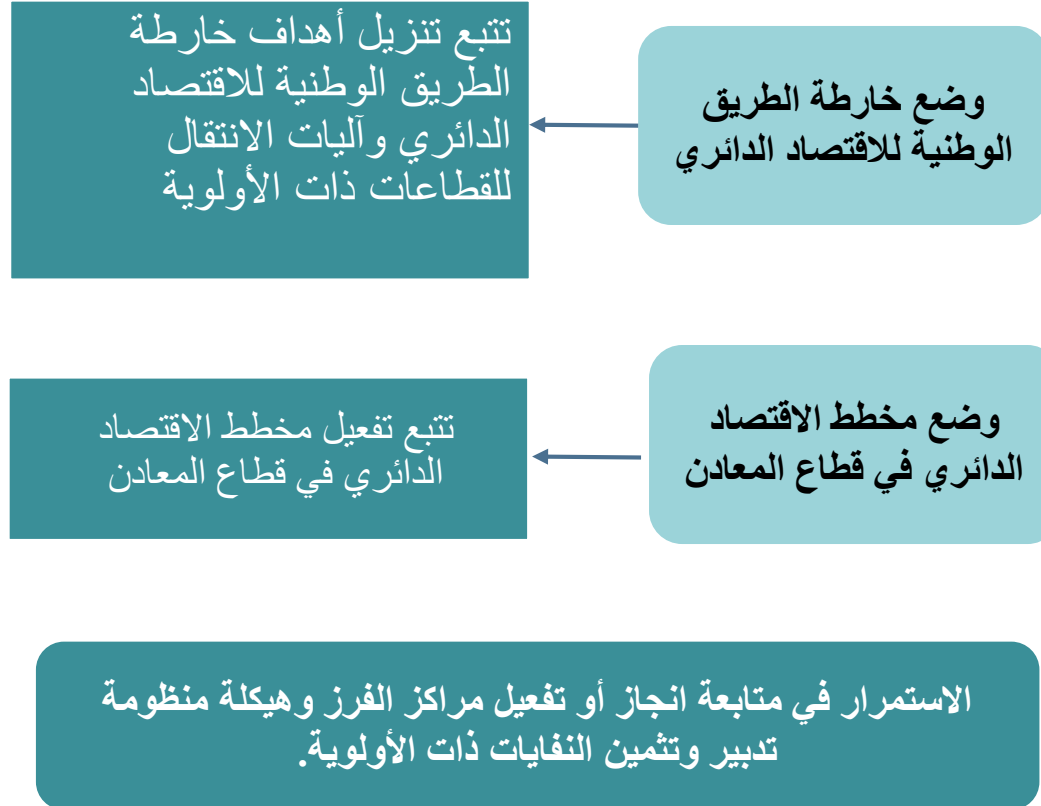 وضع خارطة الطريق
الوطنية للاقتصاد الدائري
تتبع تنزيل أهداف خارطة
الطريق الوطنية للاقتصاد
الدائري وآليات الانتقال
للقطاعات ذات الأولوية
وضع مخطط الاقتصاد
الدائري في قطاع المعادن
تتبع تفعيل مخطط الاقتصاد
الدائري في قطاع المعادن
الاستمرار في متابعة انجاز أو تفعيل مراكز الفرز وهيكلة منظومة
تدبير وتثمين النفايات ذات الأولوية.